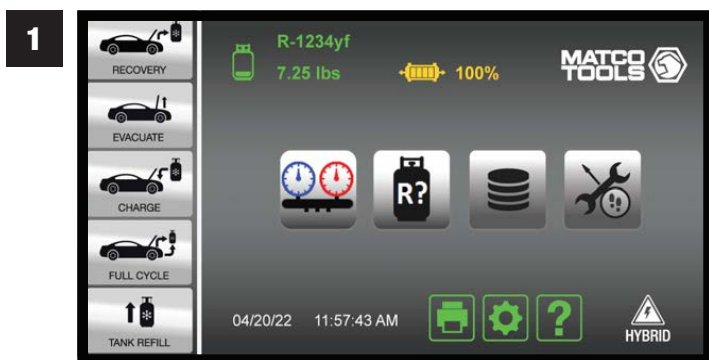 1
RECOVERY
EVACUATE
CHARGE
FULL CYCLE
TANK REFILL
R-1234yf
7.25 lbs
100%
MATCO
TOOLS
R?
04/20/22 11:57:43 AM
?
HYBRID